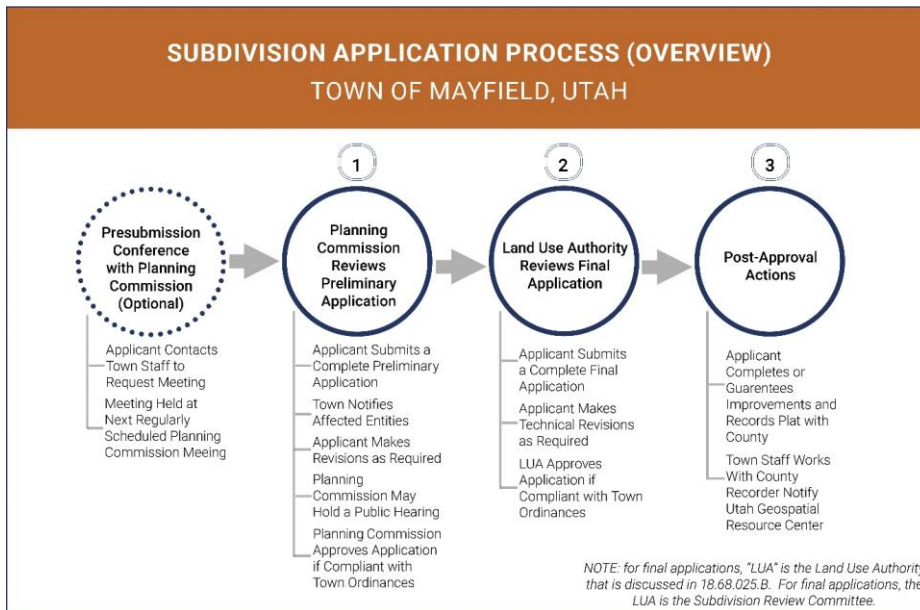 SUBDIVISION APPLICATION PROCESS (OVERVIEW)
TOWN OF MAYFIELD, UTAH
Presubmission
Conference
with Planning
Commission
(Optional)
Applicant Contacts
Town Staff to
Request Meeting
Meeting Held at
Next Regularly
Scheduled Planning
Commission Meeing
1
Planning
Commission
Reviews
Preliminary
Application
Applicant Submits a
Complete Preliminary
Application
Town Notifies
Affected Entities
Applicant Makes
Revisions as Required
Planning
Commission May
Hold a Public Hearing
Planning Commission
Approves Application
if Compliant with
Town Ordinances
2
Land Use Authority
Reviews Final
Application
Applicant Submits
a Complete Final
Application
Applicant Makes
Technical Revisions
as Required
LUA Approves
Application if
Compliant with Town
Ordinances
3
Post-Approval
Actions
Applicant
Completes or
Guarentees
Improvements and
Records Plat with
County
Town Staff Works
With County
Recorder Notify
Utah Geospatial
Resource Center
NOTE: for final applications, "LUA" is the Land Use Authority
that is discussed in 18.68.025.B. For final applications, the
LUA is the Subdivision Review Committee.